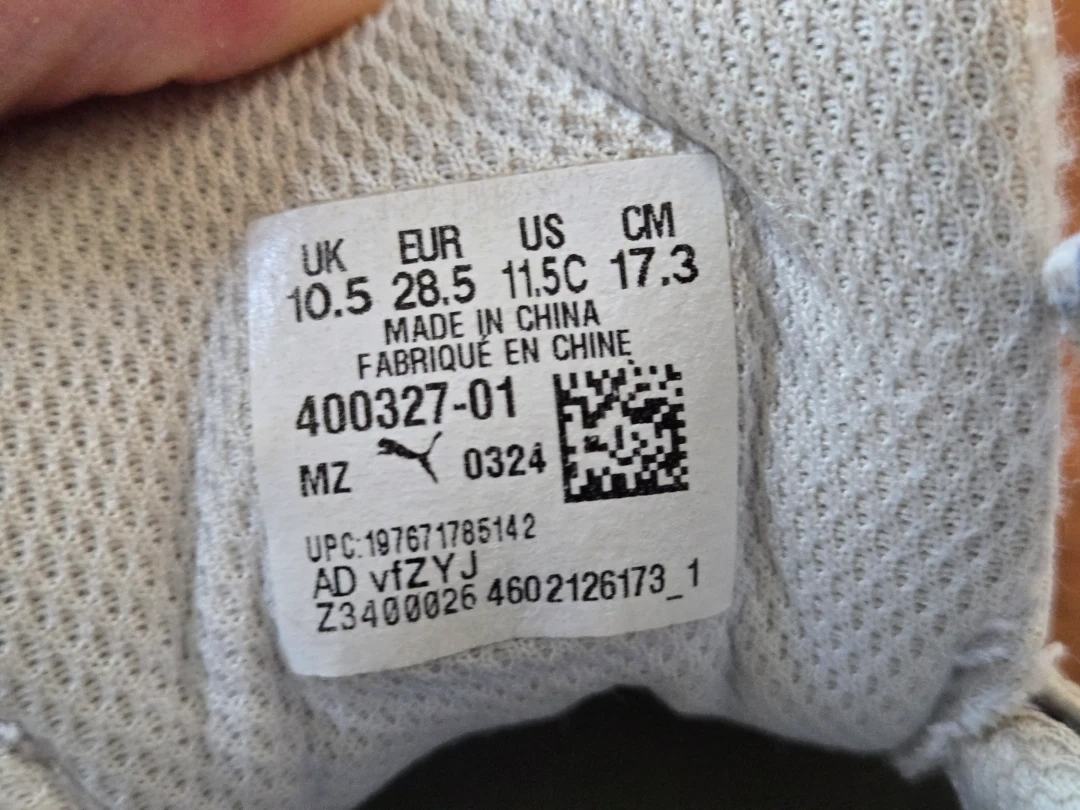 UK EUR US CM
10.5 28.5 11.5C 17.3
MADE IN CHINA
FABRIQUÉ EN CHINE
400327-01
MZ 0324
UPC:197671785142
AD vfZYJ
Z3400026 4602126173_1